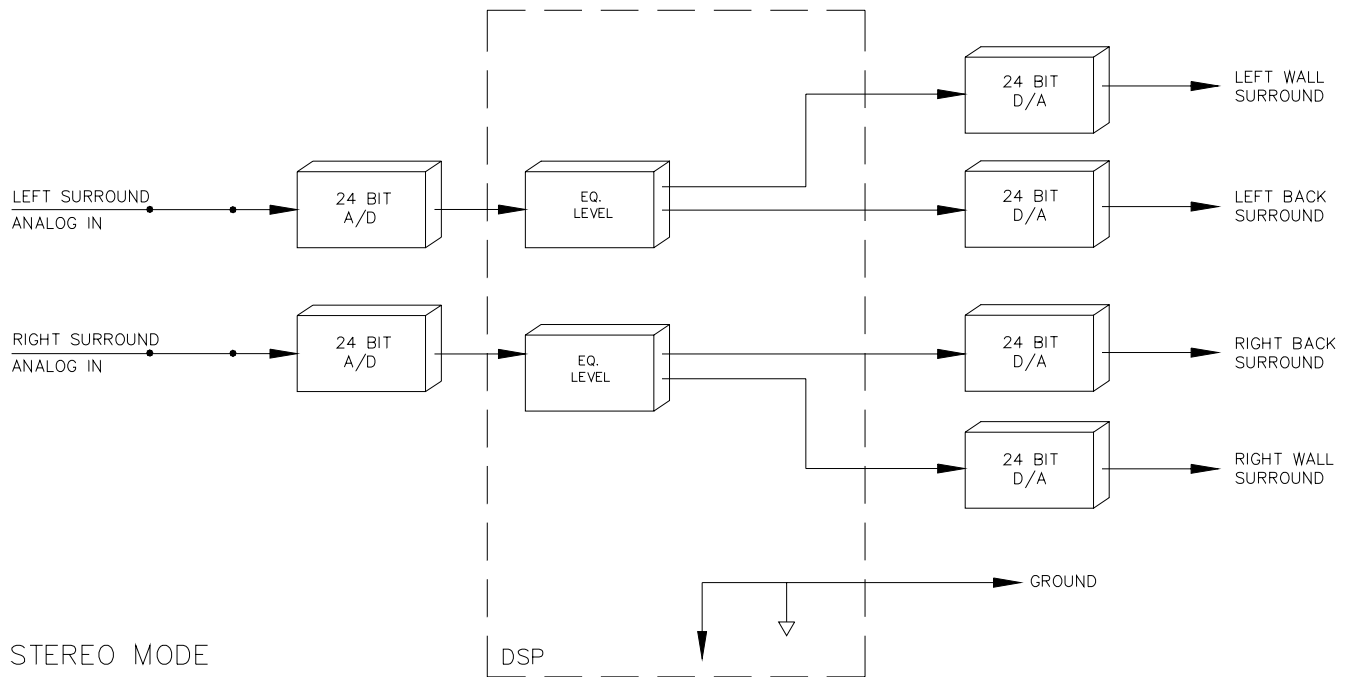 LEFT SURROUND
ANALOG IN
24 BIT
A/D
EQ.
LEVEL
24 BIT
D/A
LEFT WALL
SURROUND
24 BIT
D/A
LEFT BACK
SURROUND
RIGHT SURROUND
ANALOG IN
24 BIT
A/D
EQ.
LEVEL
24 BIT
D/A
RIGHT BACK
SURROUND
24 BIT
D/A
RIGHT WALL
SURROUND
GROUND
STEREO MODE
DSP